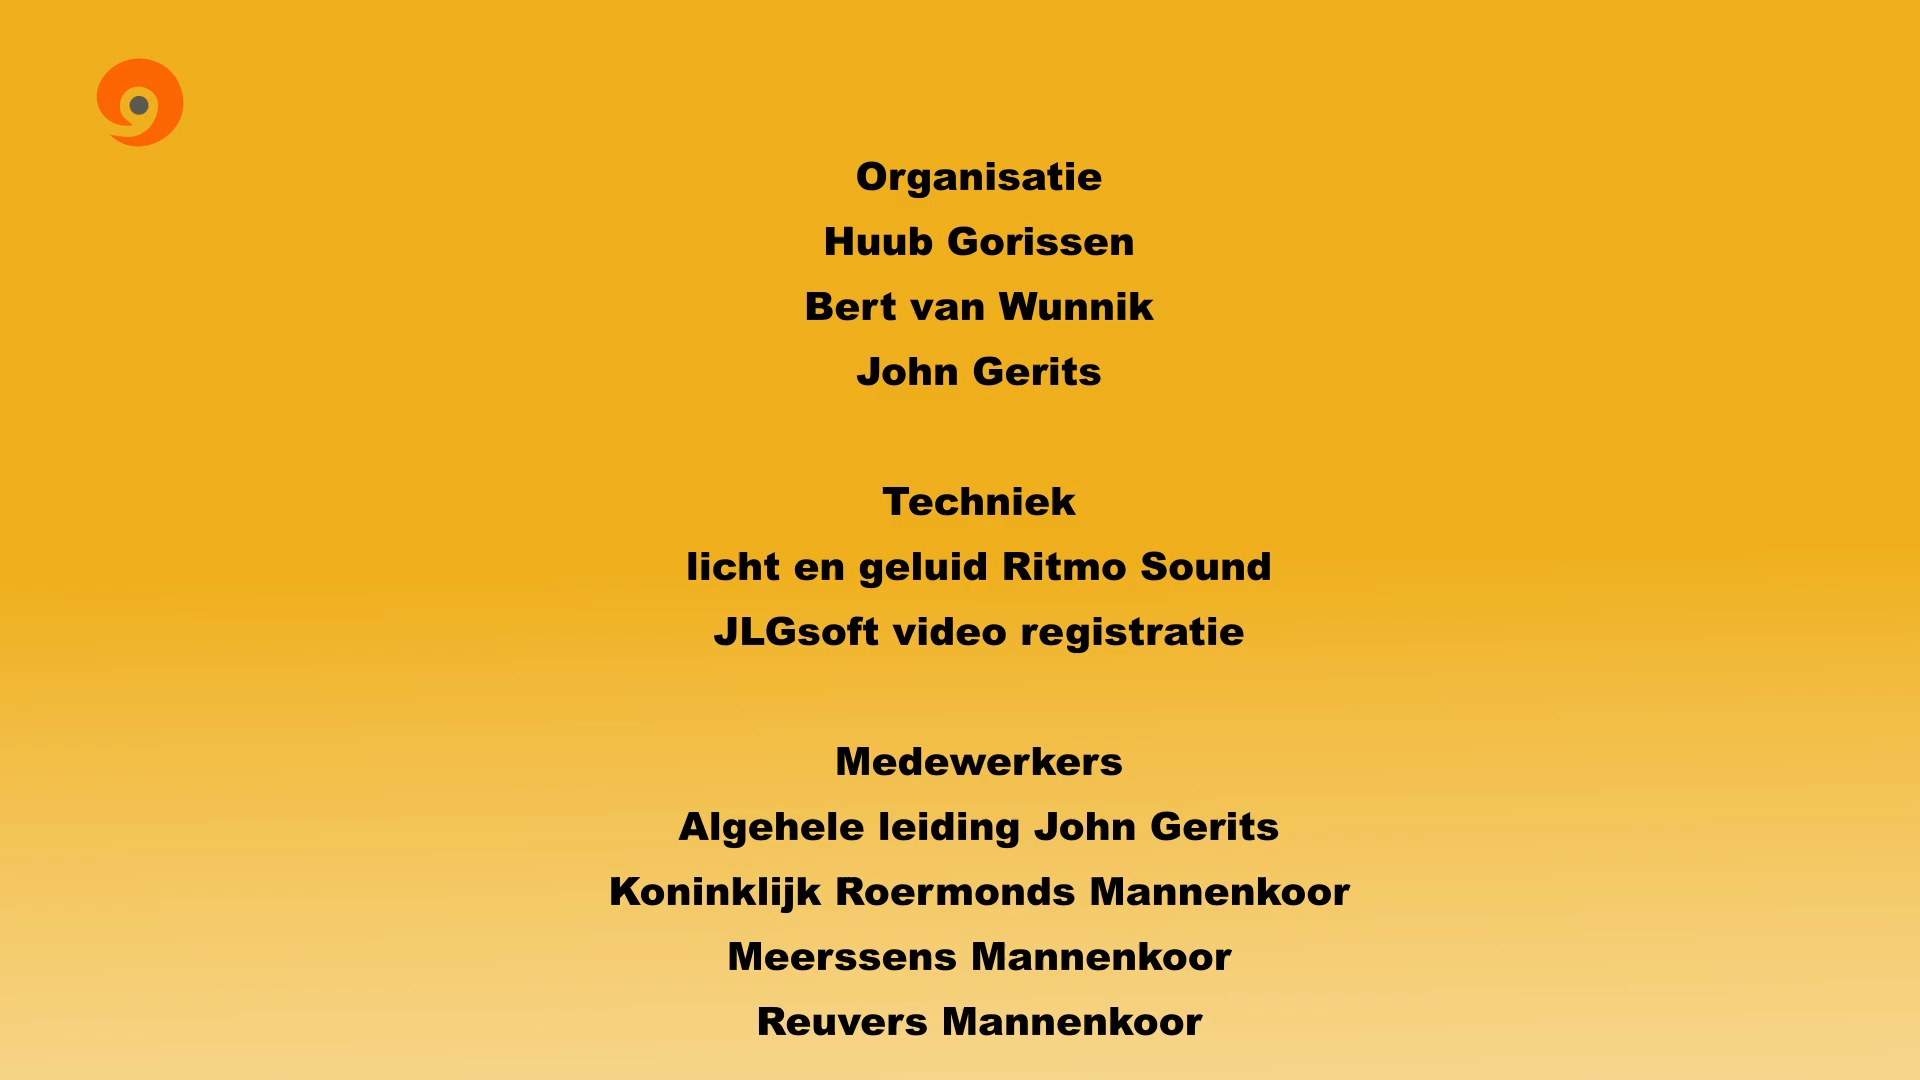 Organisatie
Huub Gorissen
Bert van Wunnik
John Gerits
Techniek
licht en geluid Ritmo Sound
JLGsoft video registratie
Medewerkers
Algehele leiding John Gerits
Koninklijk Roermonds Mannenkoor
Meerssens Mannenkoor
Reuvers Mannenkoor